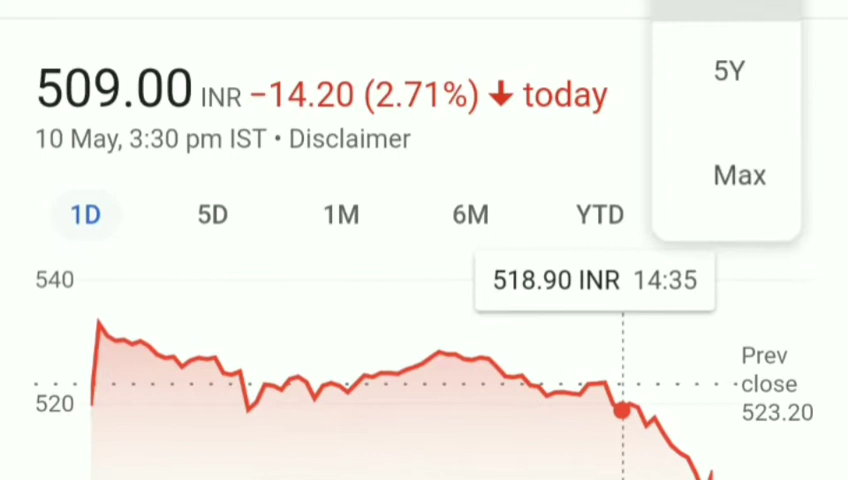 509.00 INR −14.20 (2.71%) ↓ today
10 May, 3:30 pm IST • Disclaimer
5Y
Max
1D 5D 1M 6M YTD
518.90 INR 14:35
540
520
Prev
close
523.20